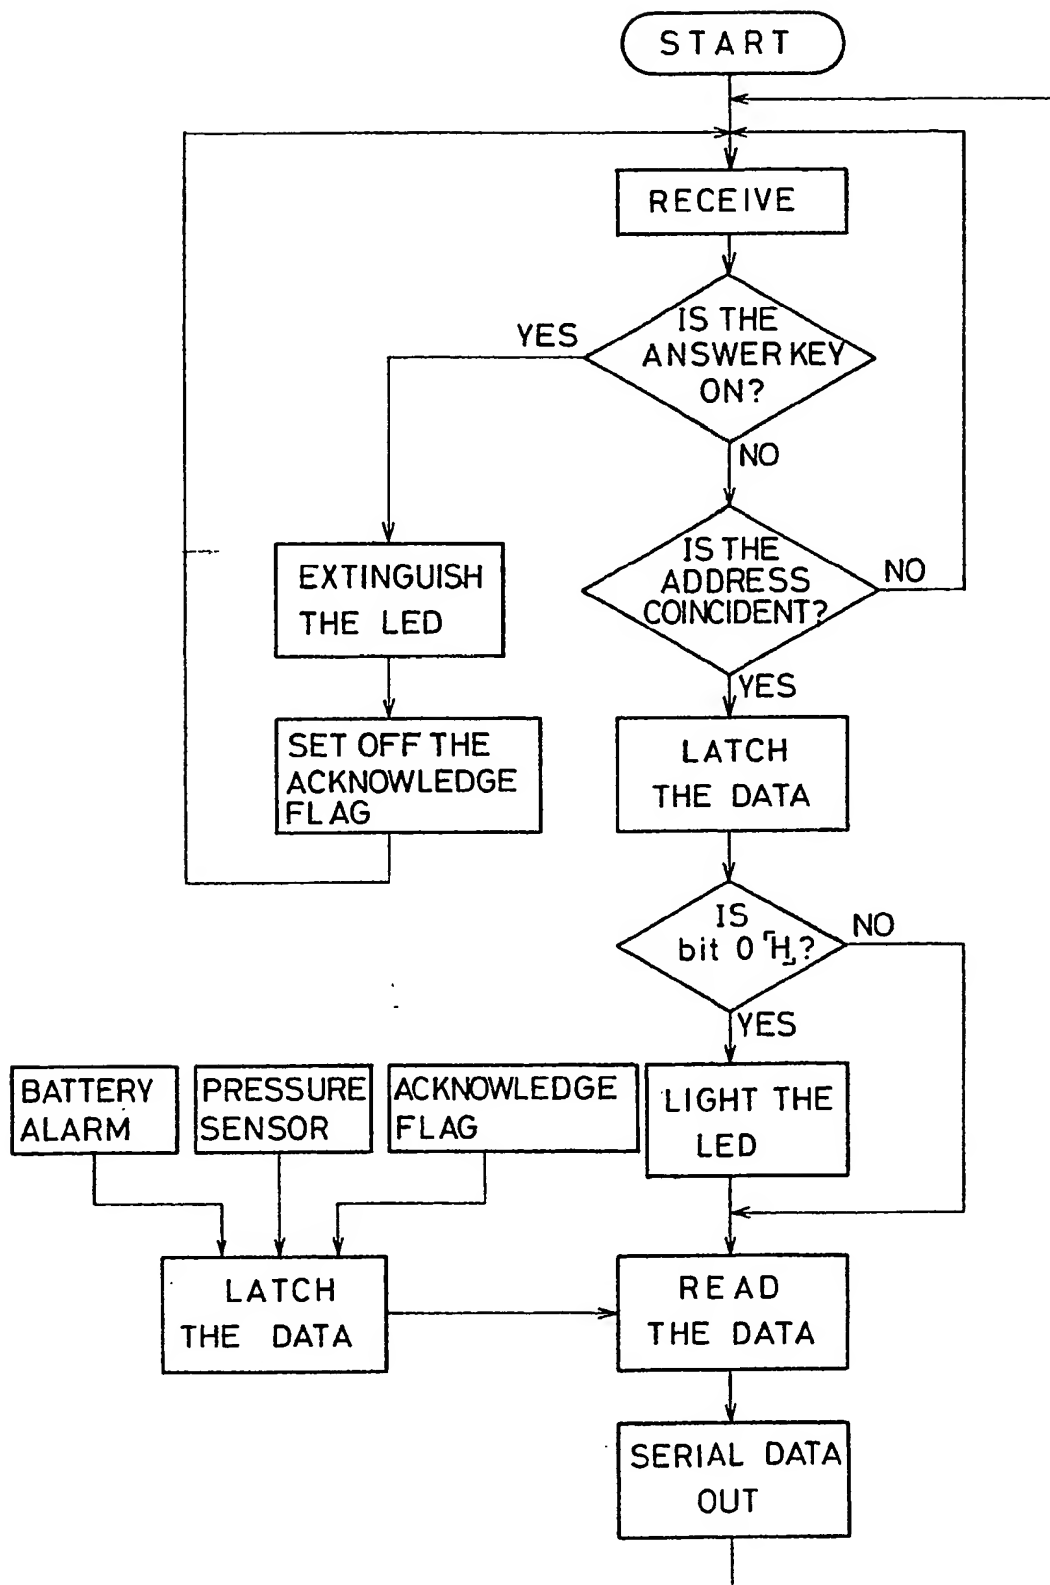 START
RECEIVE
IS THE
ANSWER KEY
ON?
YES
NO
IS THE
ADDRESS
COINCIDENT?
NO
YES
EXTINGUISH
THE LED
SET OFF THE
ACKNOWLEDGE
FLAG
LATCH
THE DATA
IS
bit 0「H」?
NO
YES
BATTERY
ALARM
PRESSURE
SENSOR
ACKNOWLEDGE
FLAG
LIGHT THE
LED
LATCH
THE DATA
READ
THE DATA
SERIAL DATA
OUT